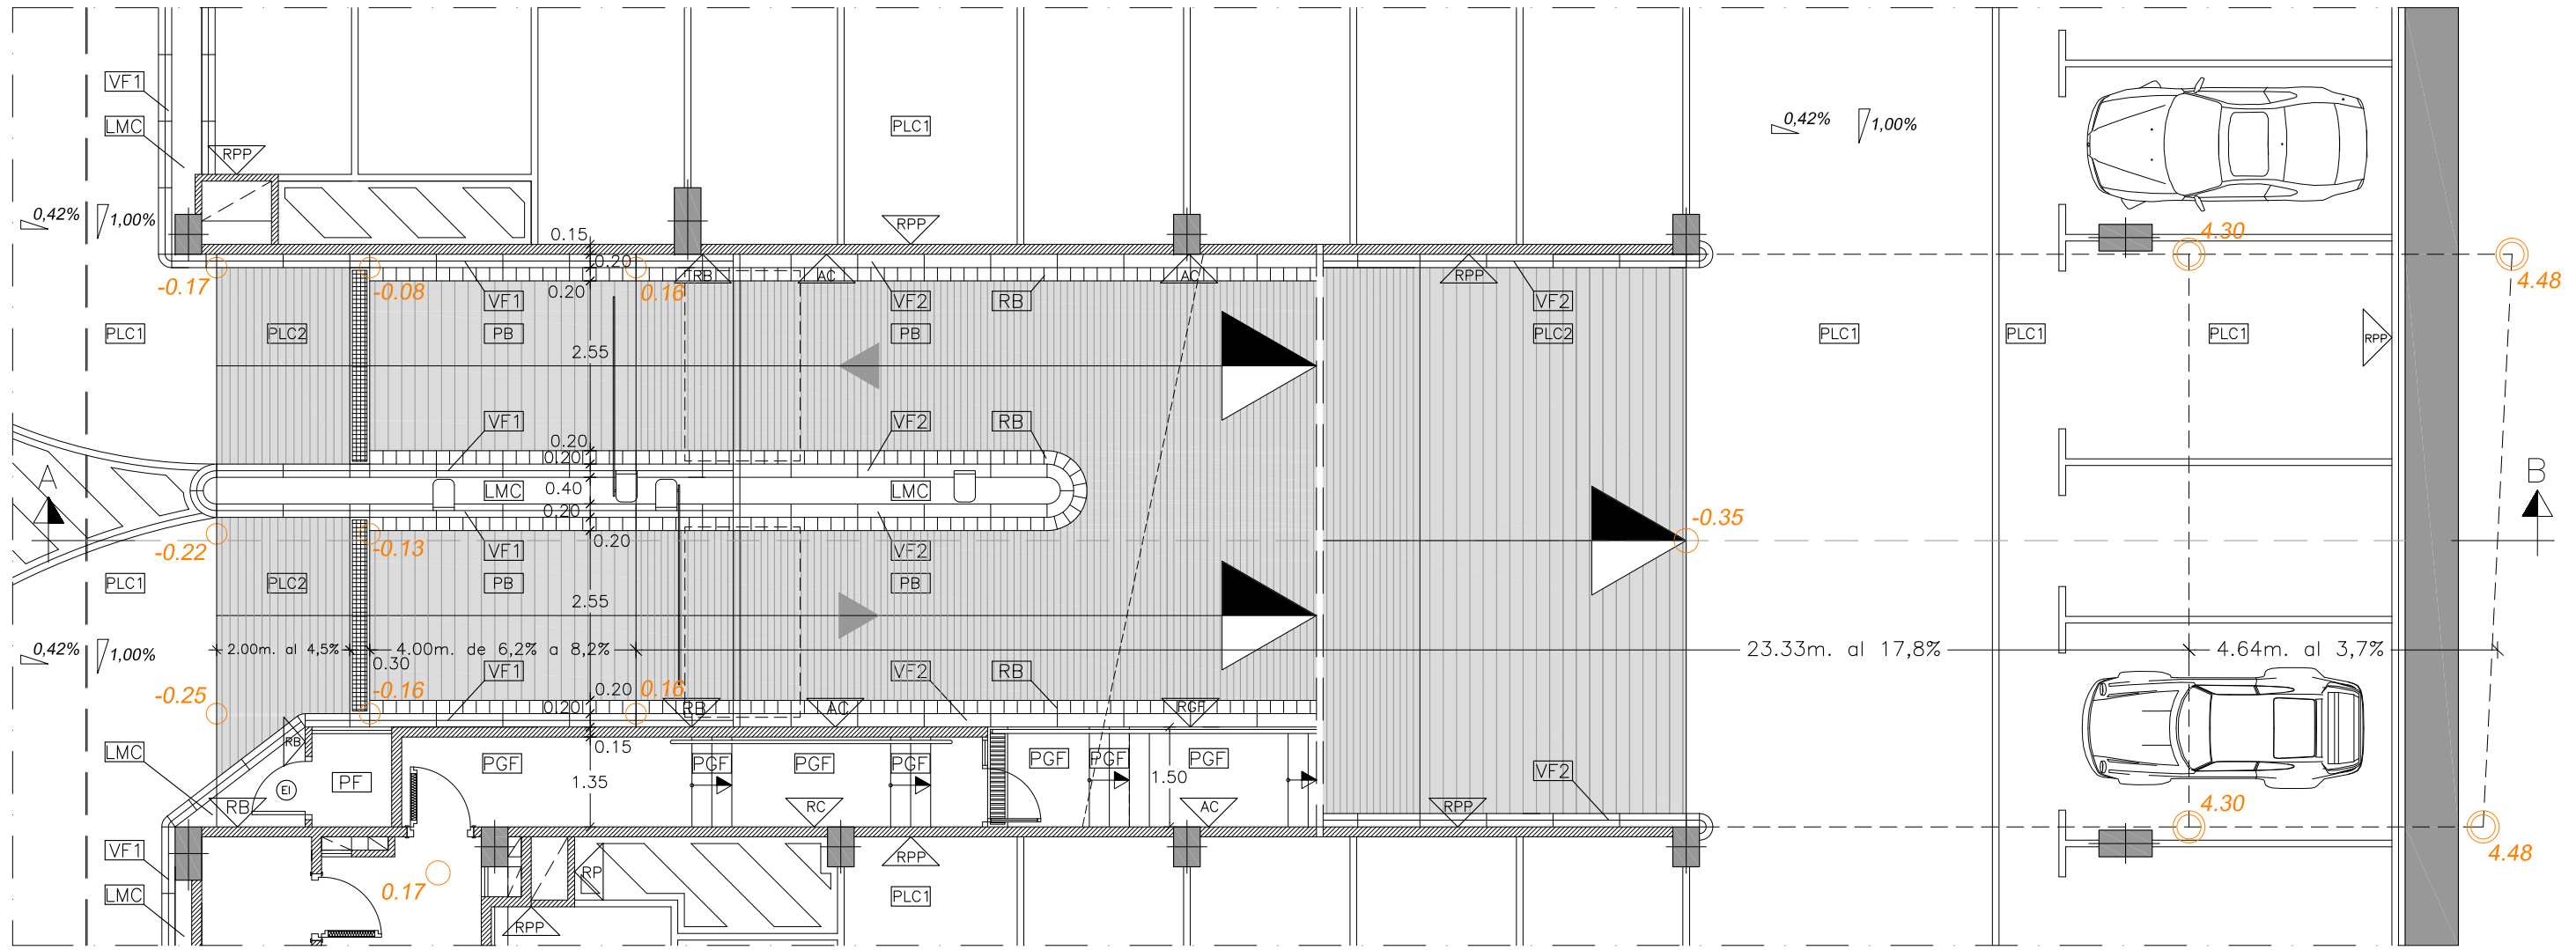 VF1
LMC
RPP
PLC1
0,42%
1,00%
0,42%
1,00%
RPP
0.15
4.30
4.48
0.20
RB
AC
AC
RPP
-0.17
-0.08
0.20
0.16
VF1
VF2
RB
VF2
PLC1
PLC2
PB
PB
PLC2
PLC1
PLC1
PLC1
RPP
2.55
VF1
VF2
RB
0.20
0.20
A
LMC
0.40
LMC
B
0.20
-0.35
-0.22
-0.13
VF1
0.20
VF2
PLC1
PLC2
PB
PB
2.55
0,42%
1,00%
2.00m. al 4,5%
4.00m. de 6,2% a 8,2%
23.33m. al 17,8%
4.64m. al 3,7%
0.30
VF1
VF2
RB
-0.25
-0.16
0.20
0.16
0.20
RB
AC
RGF
LMC
RB
0.15
PGF
PGF
PGF
PGF
PGF
PGF
PGF
EI
PF
1.35
1.50
VF2
RB
RC
AC
RPP
4.30
VF1
RPP
4.48
0.17
RP
LMC
PLC1
RPP